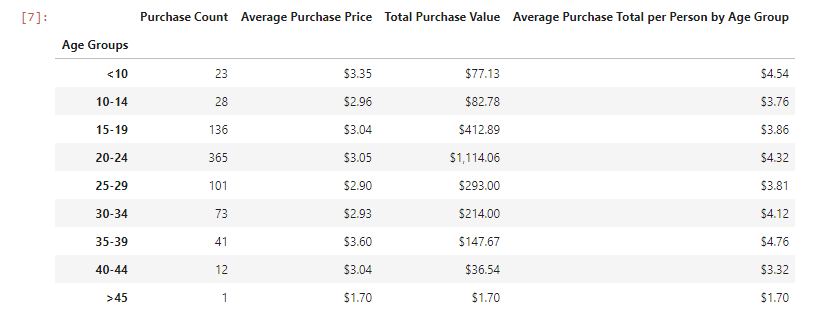 [7]: Purchase Count Average Purchase Price Total Purchase Value Average Purchase Total per Person by Age Group
Age Groups
<10 23 $3.35 $77.13 $4.54
10-14 28 $2.96 $82.78 $3.76
15-19 136 $3.04 $412.89 $3.86
20-24 365 $3.05 $1,114.06 $4.32
25-29 101 $2.90 $293.00 $3.81
30-34 73 $2.93 $214.00 $4.12
35-39 41 $3.60 $147.67 $4.76
40-44 12 $3.04 $36.54 $3.32
>45 1 $1.70 $1.70 $1.70